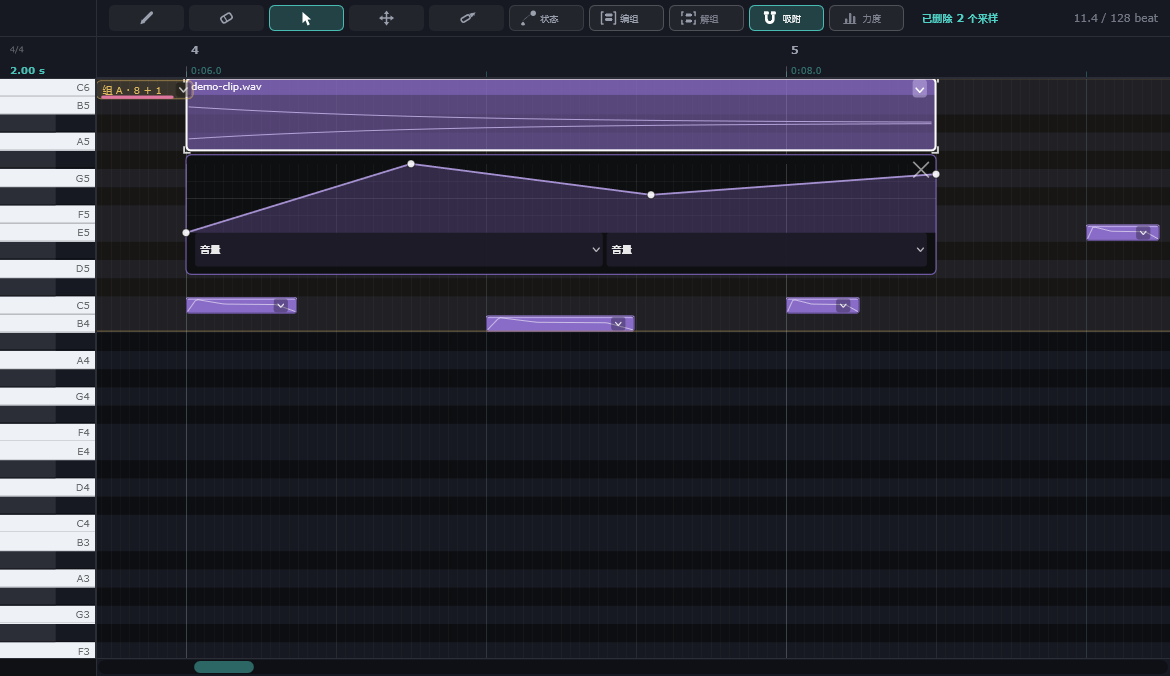 状态 编组 解组 吸附 力度 已删除 2 个采样 11.4 / 128 beat
4/4 4 5
2.00 s 0:06.0 0:08.0
C6 组 A · 8 + 1 demo-clip.wav
B5
A5
G5
F5
E5
音量 音量
D5
C5
B4
A4
G4
F4
E4
D4
C4
B3
A3
G3
F3